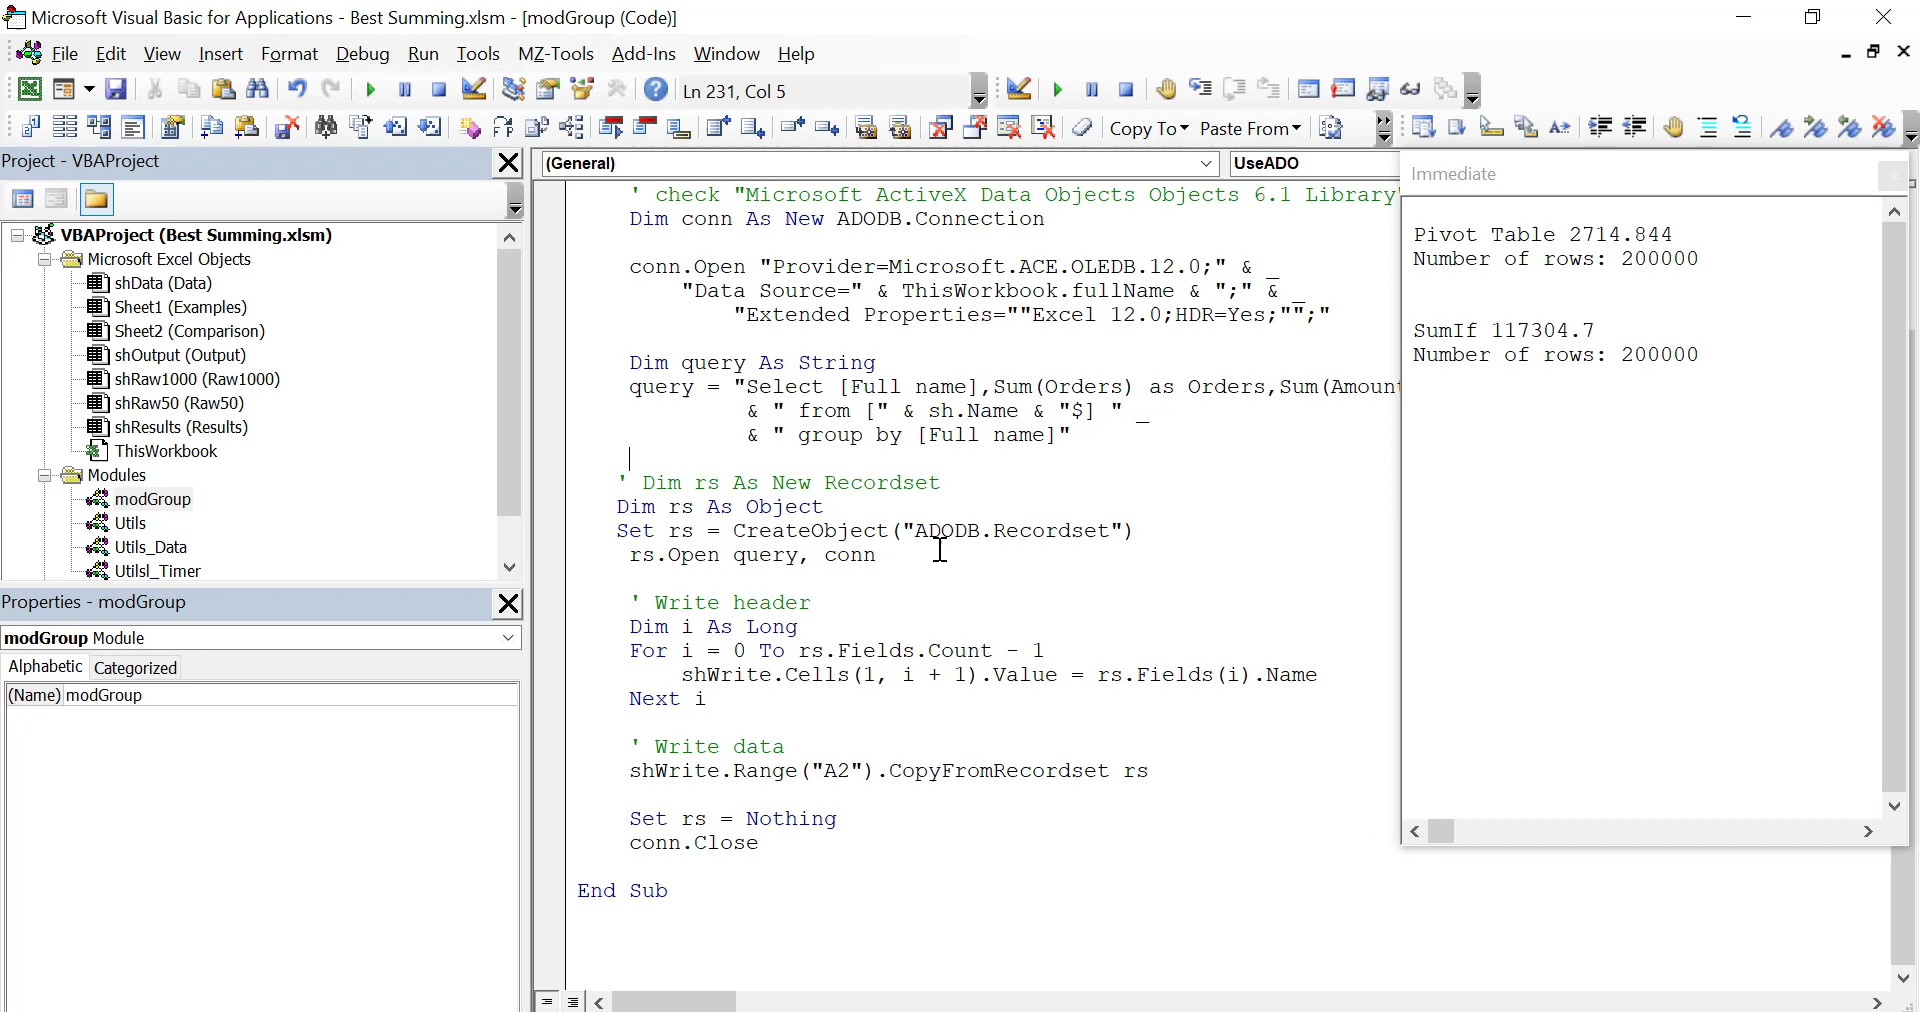 Microsoft Visual Basic for Applications - Best Summing.xlsm - [modGroup (Code)]
File Edit View Insert Format Debug Run Tools MZ-Tools Add-Ins Window Help
Ln 231, Col 5
Copy To Paste From
Project - VBAProject
VBAProject (Best Summing.xlsm)
Microsoft Excel Objects
shData (Data)
Sheet1 (Examples)
Sheet2 (Comparison)
shOutput (Output)
shRaw1000 (Raw1000)
shRaw50 (Raw50)
shResults (Results)
ThisWorkbook
Modules
modGroup
Utils
Utils_Data
Utilsl_Timer
Properties - modGroup
modGroup Module
Alphabetic Categorized
(Name) modGroup
(General) UseADO
' check "Microsoft ActiveX Data Objects Objects 6.1 Library"
Dim conn As New ADODB.Connection
conn.Open "Provider=Microsoft.ACE.OLEDB.12.0;" & _
"Data Source=" & ThisWorkbook.fullName & ";" & _
"Extended Properties=""Excel 12.0;HDR=Yes;"";"
Dim query As String
query = "Select [Full name],Sum(Orders) as Orders,Sum(Amount
& " from [" & sh.Name & "$] " _
& " group by [Full name]"
' Dim rs As New Recordset
Dim rs As Object
Set rs = CreateObject("ADODB.Recordset")
rs.Open query, conn
' Write header
Dim i As Long
For i = 0 To rs.Fields.Count - 1
shWrite.Cells(1, i + 1).Value = rs.Fields(i).Name
Next i
' Write data
shWrite.Range("A2").CopyFromRecordset rs
Set rs = Nothing
conn.Close
End Sub
Immediate
Pivot Table 2714.844
Number of rows: 200000
SumIf 117304.7
Number of rows: 200000